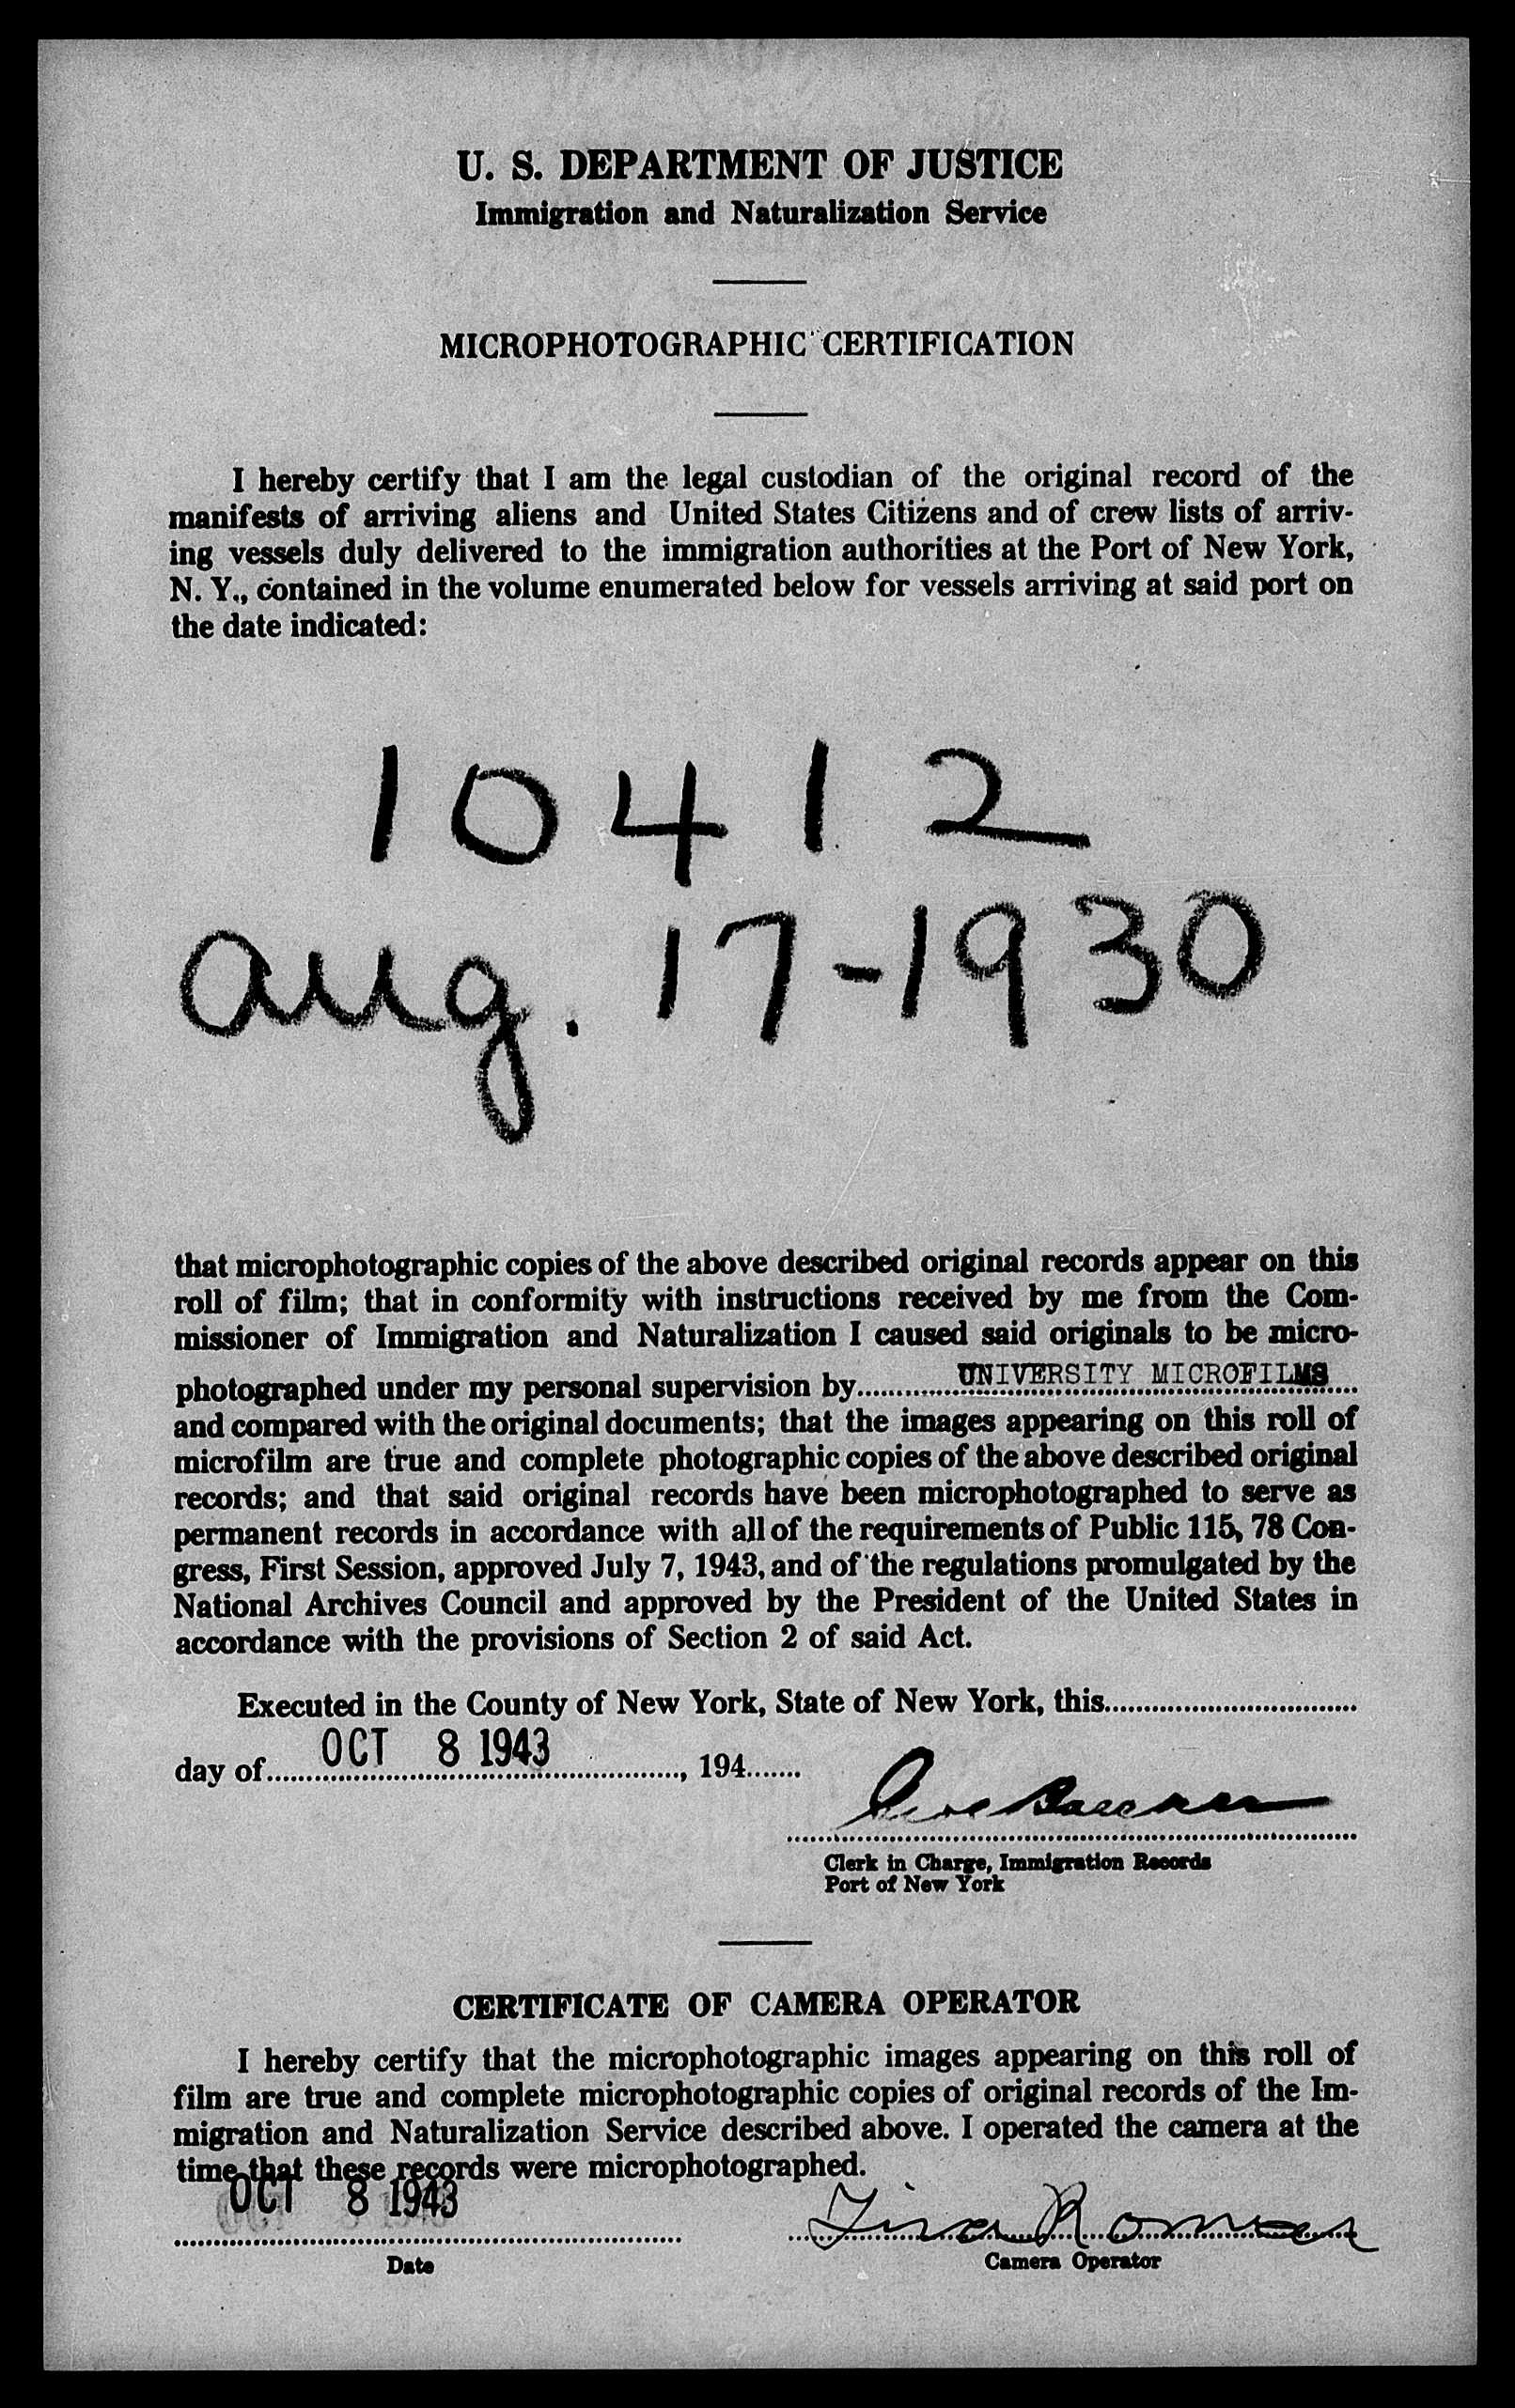 U. S. DEPARTMENT OF JUSTICE
Immigration and Naturalization Service
MICROPHOTOGRAPHIC CERTIFICATION
I hereby certify that I am the legal custodian of the original record of the
manifests of arriving aliens and United States Citizens and of crew lists of arriv-
ing vessels duly delivered to the immigration authorities at the Port of New York,
N. Y., contained in the volume enumerated below for vessels arriving at said port on
the date indicated:
10412
Aug. 17-1930
that microphotographic copies of the above described original records appear on this
roll of film; that in conformity with instructions received by me from the Com-
missioner of Immigration and Naturalization I caused said originals to be micro-
photographed under my personal supervision by UNIVERSITY MICROFILMS
and compared with the original documents; that the images appearing on this roll of
microfilm are true and complete photographic copies of the above described original
records; and that said original records have been microphotographed to serve as
permanent records in accordance with all of the requirements of Public 115, 78 Con-
gress, First Session, approved July 7, 1943, and of the regulations promulgated by the
National Archives Council and approved by the President of the United States in
accordance with the provisions of Section 2 of said Act.
Executed in the County of New York, State of New York, this
day of OCT 8 1943, 194
Clerk in Charge, Immigration Records
Port of New York
CERTIFICATE OF CAMERA OPERATOR
I hereby certify that the microphotographic images appearing on this roll of
film are true and complete microphotographic copies of original records of the Im-
migration and Naturalization Service described above. I operated the camera at the
time that these records were microphotographed.
OCT 8 1943
Date
Camera Operator